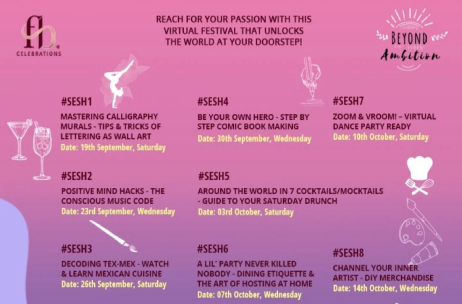 fh
CELEBRATIONS
REACH FOR YOUR PASSION WITH THIS
VIRTUAL FESTIVAL THAT UNLOCKS
THE WORLD AT YOUR DOORSTEP!
BEYOND
Ambition
#SESH1
MASTERING CALLIGRAPHY
MURALS - TIPS & TRICKS OF
LETTERING AS WALL ART
Date: 19th September, Saturday
#SESH2
POSITIVE MIND HACKS - THE
CONSCIOUS MUSIC CODE
Date: 23rd September, Wednesday
#SESH3
DECODING TEX-MEX - WATCH
& LEARN MEXICAN CUISINE
Date: 26th September, Saturday
#SESH4
BE YOUR OWN HERO - STEP BY
STEP COMIC BOOK MAKING
Date: 30th September, Wednesday
#SESH5
AROUND THE WORLD IN 7 COCKTAILS/MOCKTAILS
- GUIDE TO YOUR SATURDAY DRUNCH
Date: 03rd October, Saturday
#SESH6
A LIL' PARTY NEVER KILLED
NOBODY - DINING ETIQUETTE &
THE ART OF HOSTING AT HOME
Date: 07th October, Wednesday
#SESH7
ZOOM & VROOM! – VIRTUAL
DANCE PARTY READY
Date: 10th October, Saturday
#SESH8
CHANNEL YOUR INNER
ARTIST - DIY MERCHANDISE
Date: 14th October, Wednesday